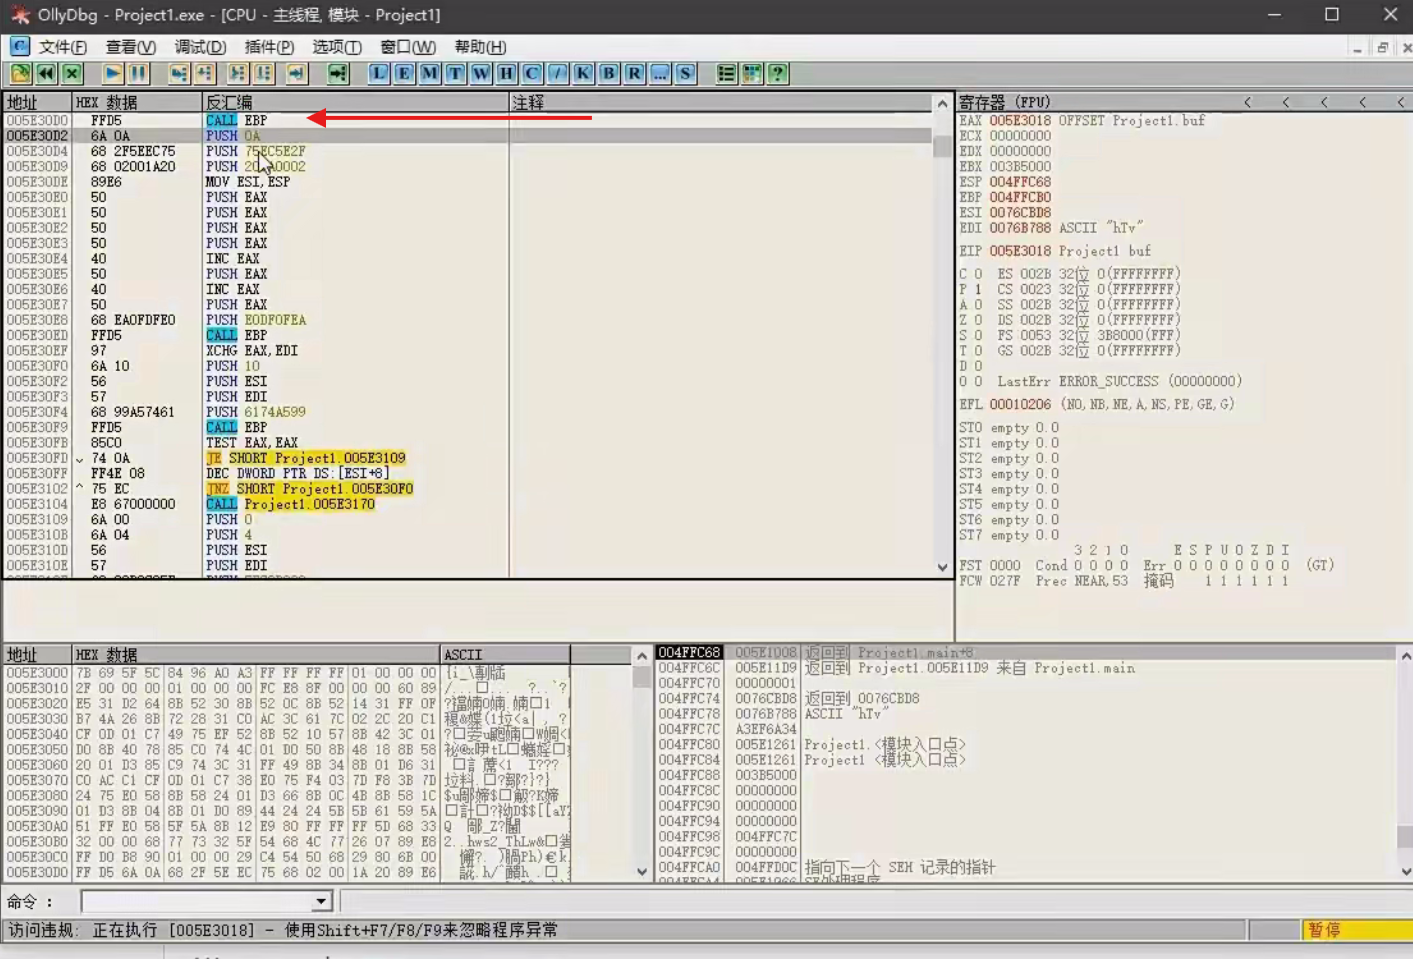 OllyDbg - Project1.exe - [CPU - 主线程, 模块 - Project1]
文件(F) 查看(V) 调试(D) 插件(P) 选项(T) 窗口(W) 帮助(H)
L E M T W H C / K B R ... S ?
地址 HEX 数据 反汇编 注释
005E30D0 FFD5 CALL EBP
005E30D2 6A 0A PUSH 0A
005E30D4 68 2F5EEC75 PUSH 75EC5E2F
005E30D9 68 02001A20 PUSH
005E30DE 89E6 MOV ESI,ESP
005E30E0 50 PUSH EAX
005E30E1 50 PUSH EAX
005E30E2 50 PUSH EAX
005E30E3 50 PUSH EAX
005E30E4 40 INC EAX
005E30E5 50 PUSH EAX
005E30E6 40 INC EAX
005E30E7 50 PUSH EAX
005E30E8 68 EA0FDFE0 PUSH E0DF0FEA
005E30ED FFD5 CALL EBP
005E30EF 97 XCHG EAX,EDI
005E30F0 6A 10 PUSH 10
005E30F2 56 PUSH ESI
005E30F3 57 PUSH EDI
005E30F4 68 99A57461 PUSH 6174A599
005E30F9 FFD5 CALL EBP
005E30FB 85C0 TEST EAX,EAX
005E30FD 74 0A JE SHORT Project1.005E3109
005E30FF FF4E 08 DEC DWORD PTR DS:[ESI+8]
005E3102 ^ 75 EC JNZ SHORT Project1.005E30F0
005E3104 E8 67000000 CALL Project1.005E3170
005E3109 6A 00 PUSH 0
005E310B 6A 04 PUSH 4
005E310D 56 PUSH ESI
005E310E 57 PUSH EDI
寄存器 (FPU) < < < < <
EAX 005E3018 OFFSET Project1.buf
ECX 00000000
EDX 00000000
EBX 003B5000
ESP 004FFC68
EBP 004FFCB0
ESI 0076CBD8
EDI 0076B788 ASCII "hTv"
EIP 005E3018 Project1 buf
C 0 ES 002B 32位 0(FFFFFFFF)
P 1 CS 0023 32位 0(FFFFFFFF)
A 0 SS 002B 32位 0(FFFFFFFF)
Z 0 DS 002B 32位 0(FFFFFFFF)
S 0 FS 0053 32位 3B8000(FFF)
T 0 GS 002B 32位 0(FFFFFFFF)
D 0
O 0 LastErr ERROR_SUCCESS (00000000)
EFL 00010206 (NO,NB,NE,A,NS,PE,GE,G)
ST0 empty 0.0
ST1 empty 0.0
ST2 empty 0.0
ST3 empty 0.0
ST4 empty 0.0
ST5 empty 0.0
ST6 empty 0.0
ST7 empty 0.0
3 2 1 0 E S P U O Z D I
FST 0000 Cond 0 0 0 0 Err 0 0 0 0 0 0 0 0 (GT)
FCW 027F Prec NEAR,53 掩码 1 1 1 1 1 1
地址 HEX 数据 ASCII
005E3000 7B 69 5F 5C 84 96 A0 A3 FF FF FF FF 01 00 00 00
005E3010 2F 00 00 00 01 00 00 00 FC E8 8F 00 00 00 60 89
005E3020 E5 31 D2 64 8B 52 30 8B 52 0C 8B 52 14 31 FF 0F
005E3030 B7 4A 26 8B 72 28 31 C0 AC 3C 61 7C 02 2C 20 C1
005E3040 CF 0D 01 C7 49 75 EF 52 8B 52 10 57 8B 42 3C 01
005E3050 D0 8B 40 78 85 C0 74 4C 01 D0 50 8B 48 18 8B 58
005E3060 20 01 D3 85 C9 74 3C 31 FF 49 8B 34 8B 01 D6 31
005E3070 C0 AC C1 CF 0D 01 C7 38 E0 75 F4 03 7D F8 3B 7D
005E3080 24 75 E0 58 8B 58 24 01 D3 66 8B 0C 4B 8B 58 1C
005E3090 01 D3 8B 04 8B 01 D0 89 44 24 24 5B 5B 61 59 5A
005E30A0 51 FF E0 58 5F 5A 8B 12 E9 80 FF FF FF 5D 68 33
005E30B0 32 00 00 68 77 73 32 5F 54 68 4C 77 26 07 89 E8
005E30C0 FF D0 B8 90 01 00 00 29 C4 54 50 68 29 80 6B 00
005E30D0 FF D5 6A 0A 68 2F 5E EC 75 68 02 00 1A 20 89 E6
004FFC68 005E1008 返回到 Project1.main+8
004FFC6C 005E11D9 返回到 Project1.005E11D9 来自 Project1.main
004FFC70 00000001
004FFC74 0076CBD8 返回到 0076CBD8
004FFC78 0076B788 ASCII "hTv"
004FFC7C A3EF6A34
004FFC80 005E1261 Project1.<模块入口点>
004FFC84 005E1261 Project1.<模块入口点>
004FFC88 003B5000
004FFC8C 00000000
004FFC90 00000000
004FFC94 00000000
004FFC98 004FFC7C
004FFC9C 00000000
004FFCA0 004FFD0C 指向下一个 SEH 记录的指针
004FFCA4 005E1966 SE处理程序
命令 :
访问违规: 正在执行 [005E3018] - 使用Shift+F7/F8/F9来忽略程序异常 暂停